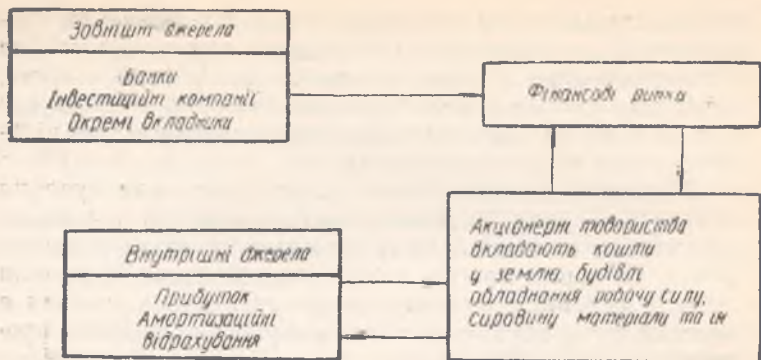 Зовнішні джерела
Банки
Інвестиційні компанії
Окремі вкладники
Фінансові ринки
Акціонерні товариства
вкладають кошти
у землю, будівлі
обладнання робочу силу,
сировину матеріали та ін
Внутрішні джерела
Прибуток
Амортизаційні
відрахування